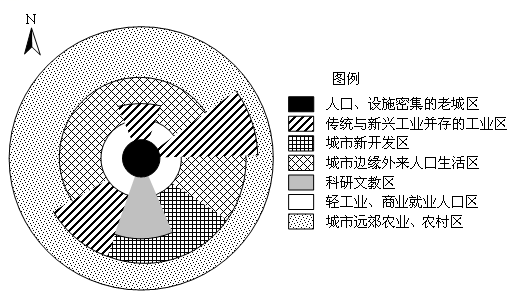 N
图例
人口、设施密集的老城区
传统与新兴工业并存的工业区
城市新开发区
城市边缘外来人口生活区
科研文教区
轻工业、商业就业人口区
城市远郊农业、农村区